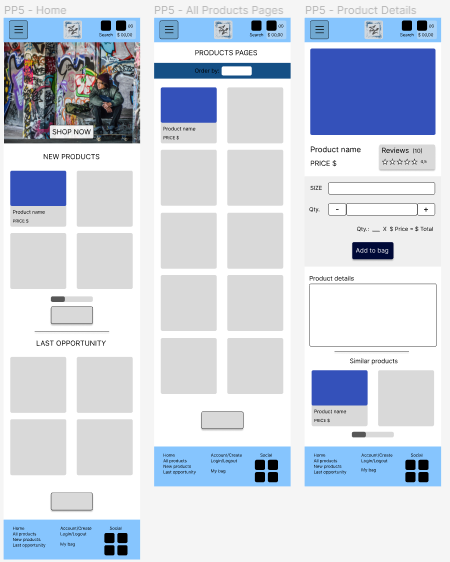 PP5 - Home
Search $ 00,00
SHOP NOW
NEW PRODUCTS
Product name
PRICE $
LAST OPPORTUNITY
Home
All products
New products
Last opportunity
Account/Create
Login/Logout
My bag
Social
PP5 - All Products Pages
Search $ 00,00
PRODUCTS PAGES
Order by:
Product name
PRICE $
Home
All products
New products
Last opportunity
Account/Create
Login/Logout
My bag
Social
PP5 - Product Details
Search $ 00,00
Product name
PRICE $
Reviews (10)
SIZE
Qty. - +
Qty.: __ X $ Price = $ Total
Add to bag
Product details
Similar products
Product name
PRICE $
Home
All products
New products
Last opportunity
Account/Create
Login/Logout
My bag
Social